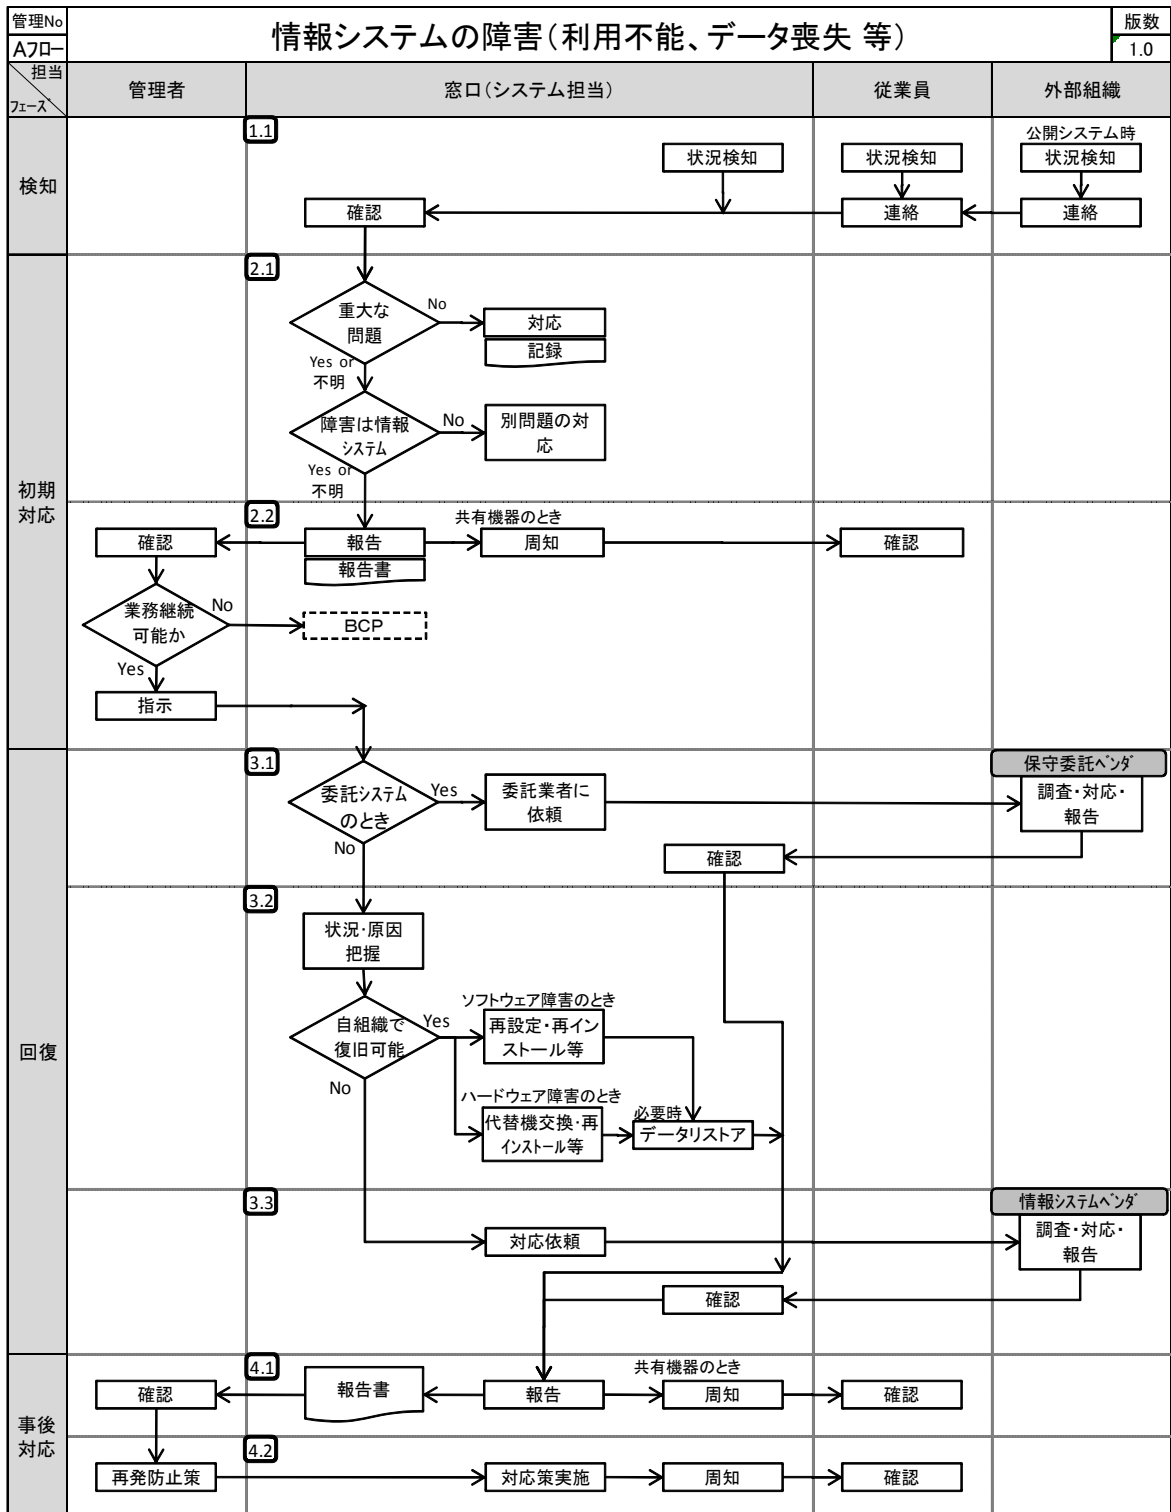 管理No
Aフロー
情報システムの障害（利用不能、データ喪失 等）
版数
1.0
担当
フェーズ
管理者
窓口（システム担当）
従業員
外部組織
検知
1.1
公開システム時
状況検知
状況検知
状況検知
確認
連絡
連絡
初期
対応
2.1
重大な
問題
No
対応
記録
Yes or
不明
障害は情報
システム
No
別問題の対
応
Yes or
不明
2.2
共有機器のとき
確認
報告
周知
確認
報告書
業務継続
可能か
No
BCP
Yes
指示
回復
3.1
委託システム
のとき
Yes
委託業者に
依頼
保守委託ベンダ
調査・対応・
報告
No
確認
3.2
状況・原因
把握
自組織で
復旧可能
Yes
ソフトウェア障害のとき
再設定・再イン
ストール等
No
ハードウェア障害のとき
代替機交換・再
インストール等
必要時
データリストア
3.3
情報システムベンダ
対応依頼
調査・対応・
報告
確認
事後
対応
4.1
共有機器のとき
確認
報告書
報告
周知
確認
4.2
再発防止策
対応策実施
周知
確認